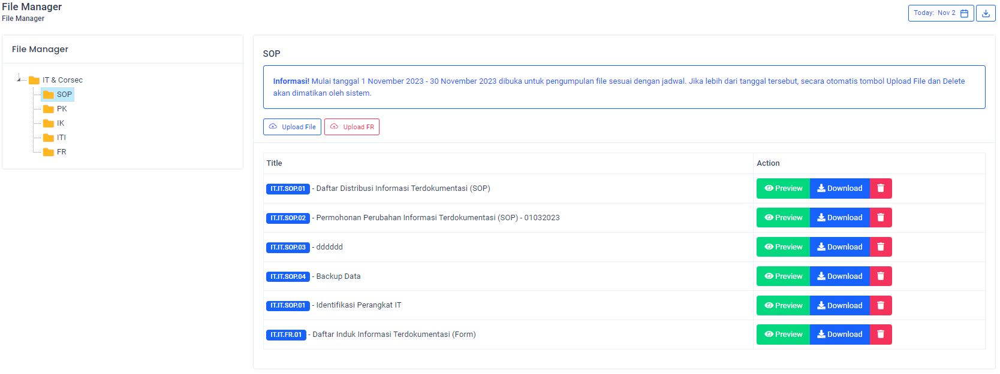 File Manager
File Manager
Today: Nov 2
File Manager
IT & Corsec
SOP
PK
IK
ITI
FR
SOP
Informasi! Mulai tanggal 1 November 2023 - 30 November 2023 dibuka untuk pengumpulan file sesuai dengan jadwal. Jika lebih dari tanggal tersebut, secara otomatis tombol Upload File dan Delete
akan dimatikan oleh sistem.
Upload File Upload FR
Title Action
IT.IT.SOP.01 - Daftar Distribusi Informasi Terdokumentasi (SOP) Preview Download
IT.IT.SOP.02 - Permohonan Perubahan Informasi Terdokumentasi (SOP) - 01032023 Preview Download
IT.IT.SOP.03 - dddddd Preview Download
IT.IT.SOP.04 - Backup Data Preview Download
IT.IT.SOP.01 - Identifikasi Perangkat IT Preview Download
IT.IT.FR.01 - Daftar Induk Informasi Terdokumentasi (Form) Preview Download